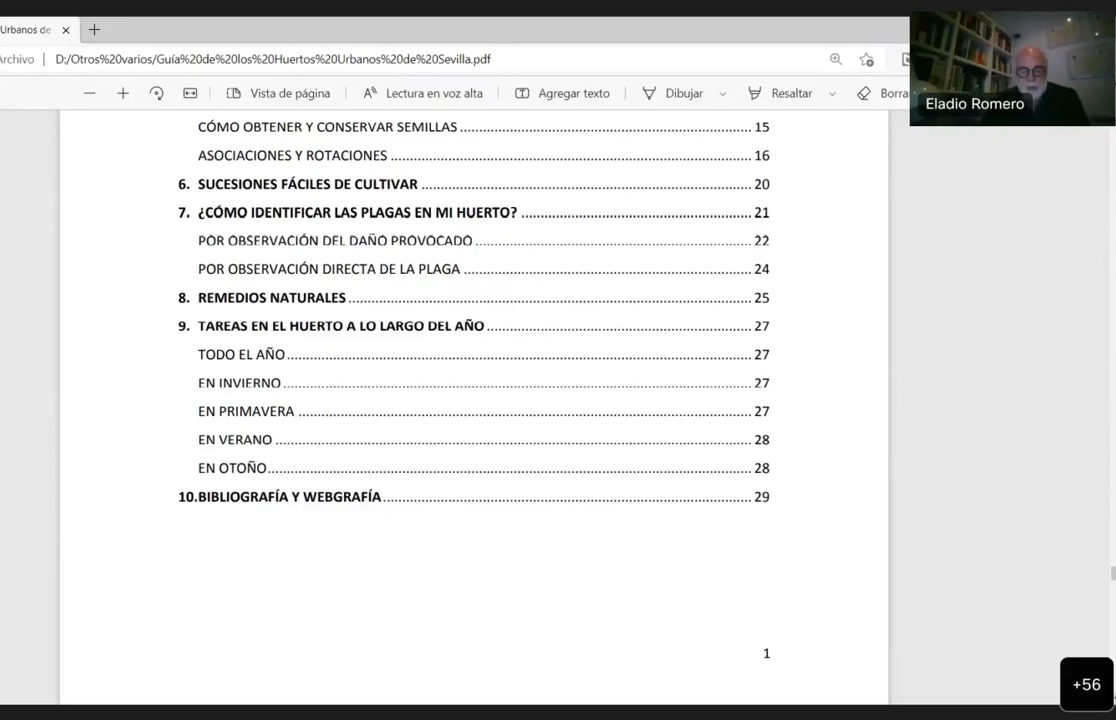 Urbanos de
Archivo D:/Otros%20varios/Guía%20de%20los%20Huertos%20Urbanos%20de%20Sevilla.pdf
Vista de página Lectura en voz alta Agregar texto Dibujar Resaltar Borra
Eladio Romero
CÓMO OBTENER Y CONSERVAR SEMILLAS ........ 15
ASOCIACIONES Y ROTACIONES ........ 16
6. SUCESIONES FÁCILES DE CULTIVAR ........ 20
7. ¿CÓMO IDENTIFICAR LAS PLAGAS EN MI HUERTO? ........ 21
POR OBSERVACIÓN DEL DAÑO PROVOCADO ........ 22
POR OBSERVACIÓN DIRECTA DE LA PLAGA ........ 24
8. REMEDIOS NATURALES ........ 25
9. TAREAS EN EL HUERTO A LO LARGO DEL AÑO ........ 27
TODO EL AÑO ........ 27
EN INVIERNO ........ 27
EN PRIMAVERA ........ 27
EN VERANO ........ 28
EN OTOÑO ........ 28
10.BIBLIOGRAFÍA Y WEBGRAFÍA ........ 29
1
+56